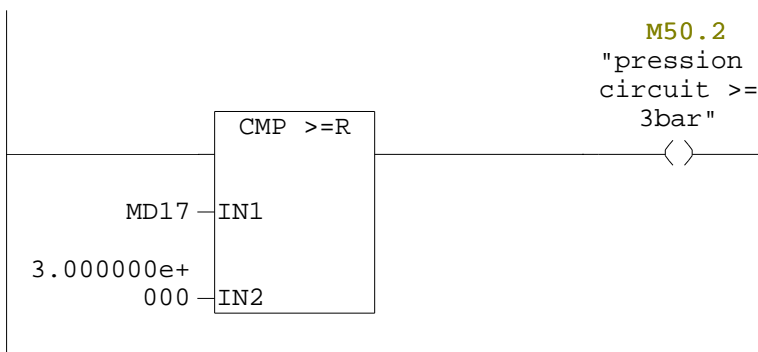 M50.2
"pression
circuit >=
3bar"
CMP >=R
MD17
IN1
3.000000e+
000
IN2